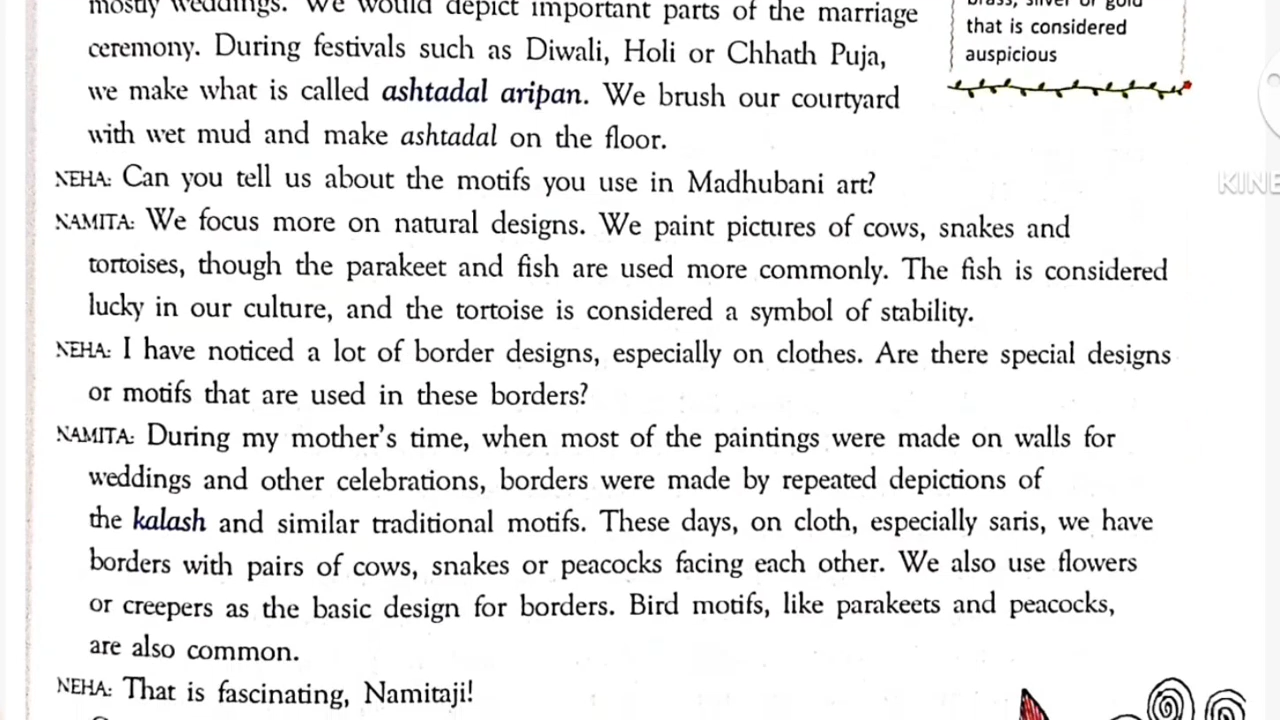 mostly weddings. We would depict important parts of the marriage
ceremony. During festivals such as Diwali, Holi or Chhath Puja,
we make what is called ashtadal aripan. We brush our courtyard
with wet mud and make ashtadal on the floor.
brass, silver or gold
that is considered
auspicious
NEHA: Can you tell us about the motifs you use in Madhubani art?
NAMITA: We focus more on natural designs. We paint pictures of cows, snakes and
tortoises, though the parakeet and fish are used more commonly. The fish is considered
lucky in our culture, and the tortoise is considered a symbol of stability.
NEHA: I have noticed a lot of border designs, especially on clothes. Are there special designs
or motifs that are used in these borders?
NAMITA: During my mother's time, when most of the paintings were made on walls for
weddings and other celebrations, borders were made by repeated depictions of
the kalash and similar traditional motifs. These days, on cloth, especially saris, we have
borders with pairs of cows, snakes or peacocks facing each other. We also use flowers
or creepers as the basic design for borders. Bird motifs, like parakeets and peacocks,
are also common.
NEHA: That is fascinating, Namitaji!
KINE